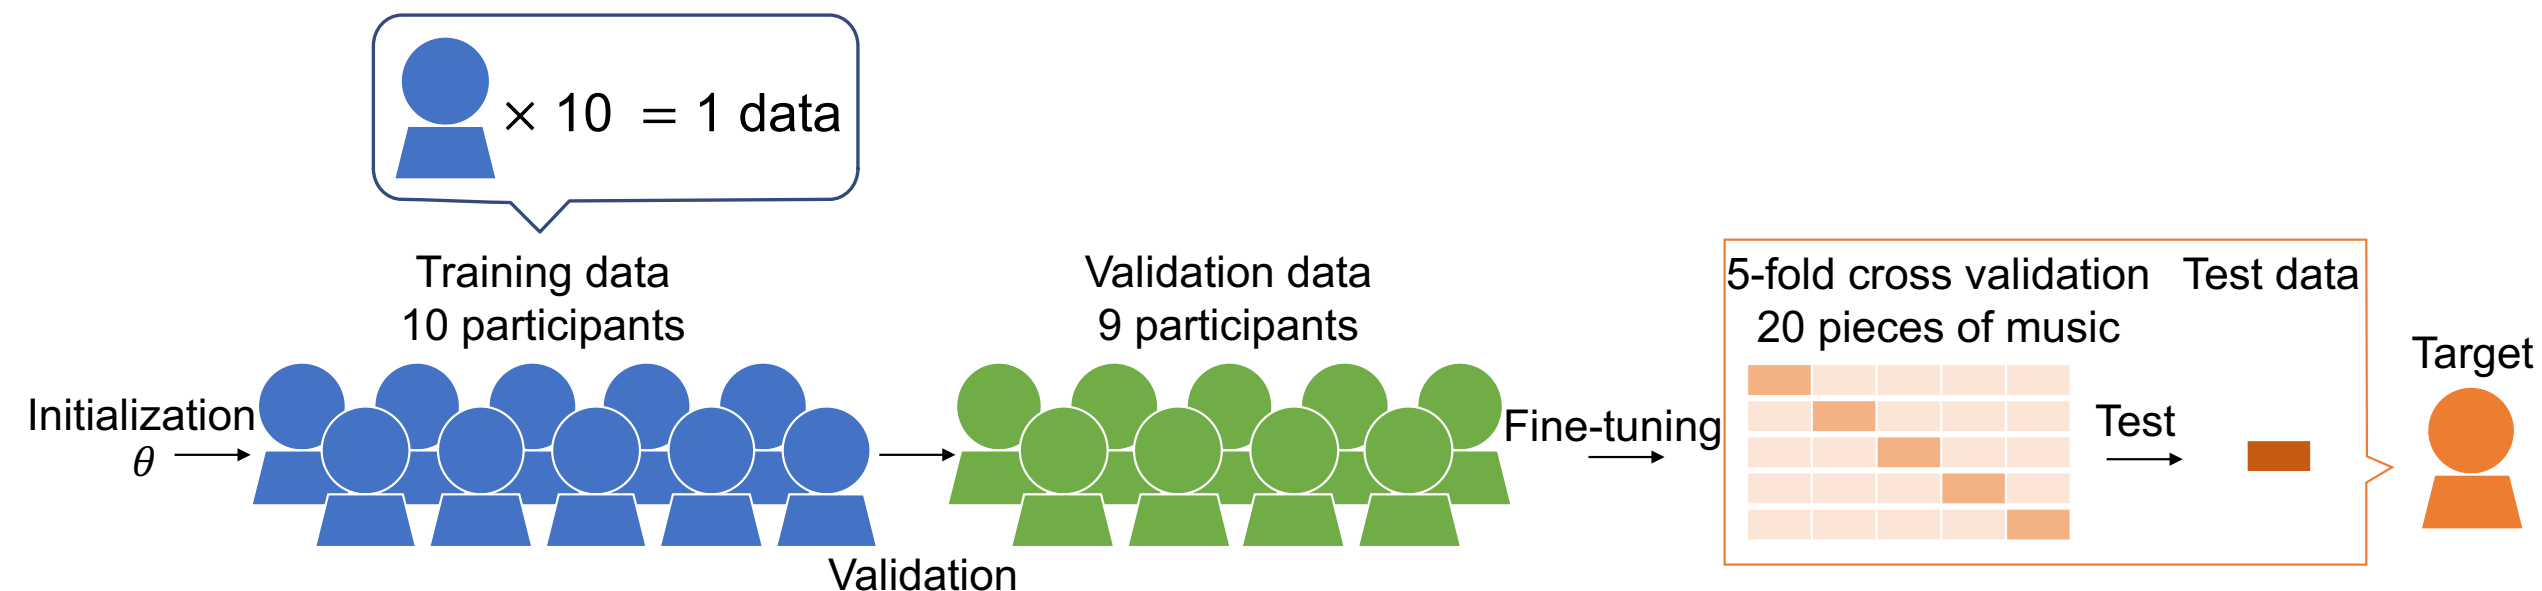 × 10 = 1 data
Training data
10 participants
Validation data
9 participants
5-fold cross validation
20 pieces of music
Test data
Target
Initialization
θ
Fine-tuning
Test
Validation